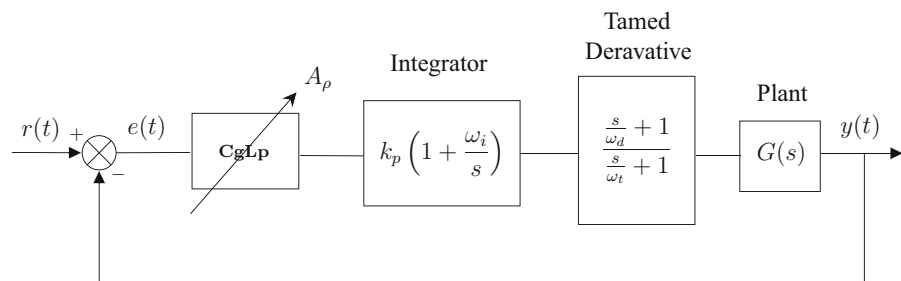 Tamed
Deravative
Integrator
Plant
A_ρ
r(t)
+
−
e(t)
CgLp
k_p (1 + ω_i/s)
(s/ω_d + 1)/(s/ω_t + 1)
G(s)
y(t)